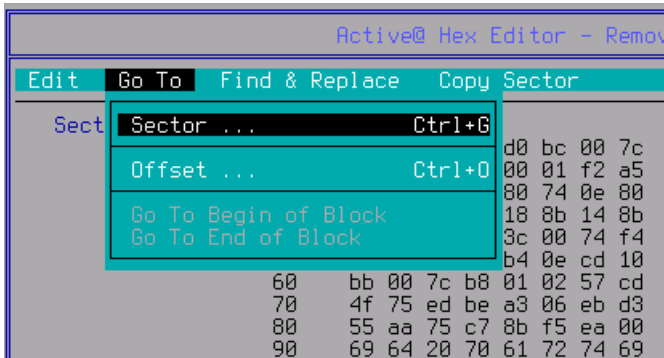 Active@ Hex Editor - Remov
Edit Go To Find & Replace Copy Sector
Sect
Sector ... Ctrl+G
d0 bc 00 7c
Offset ... Ctrl+O 00 01 f2 a5
80 74 0e 80
Go To Begin of Block 18 8b 14 8b
Go To End of Block 3c 00 74 f4
b4 0e cd 10
60 bb 00 7c b8 01 02 57 cd
70 4f 75 ed be a3 06 eb d3
80 55 aa 75 c7 8b f5 ea 00
90 69 64 20 70 61 72 74 69